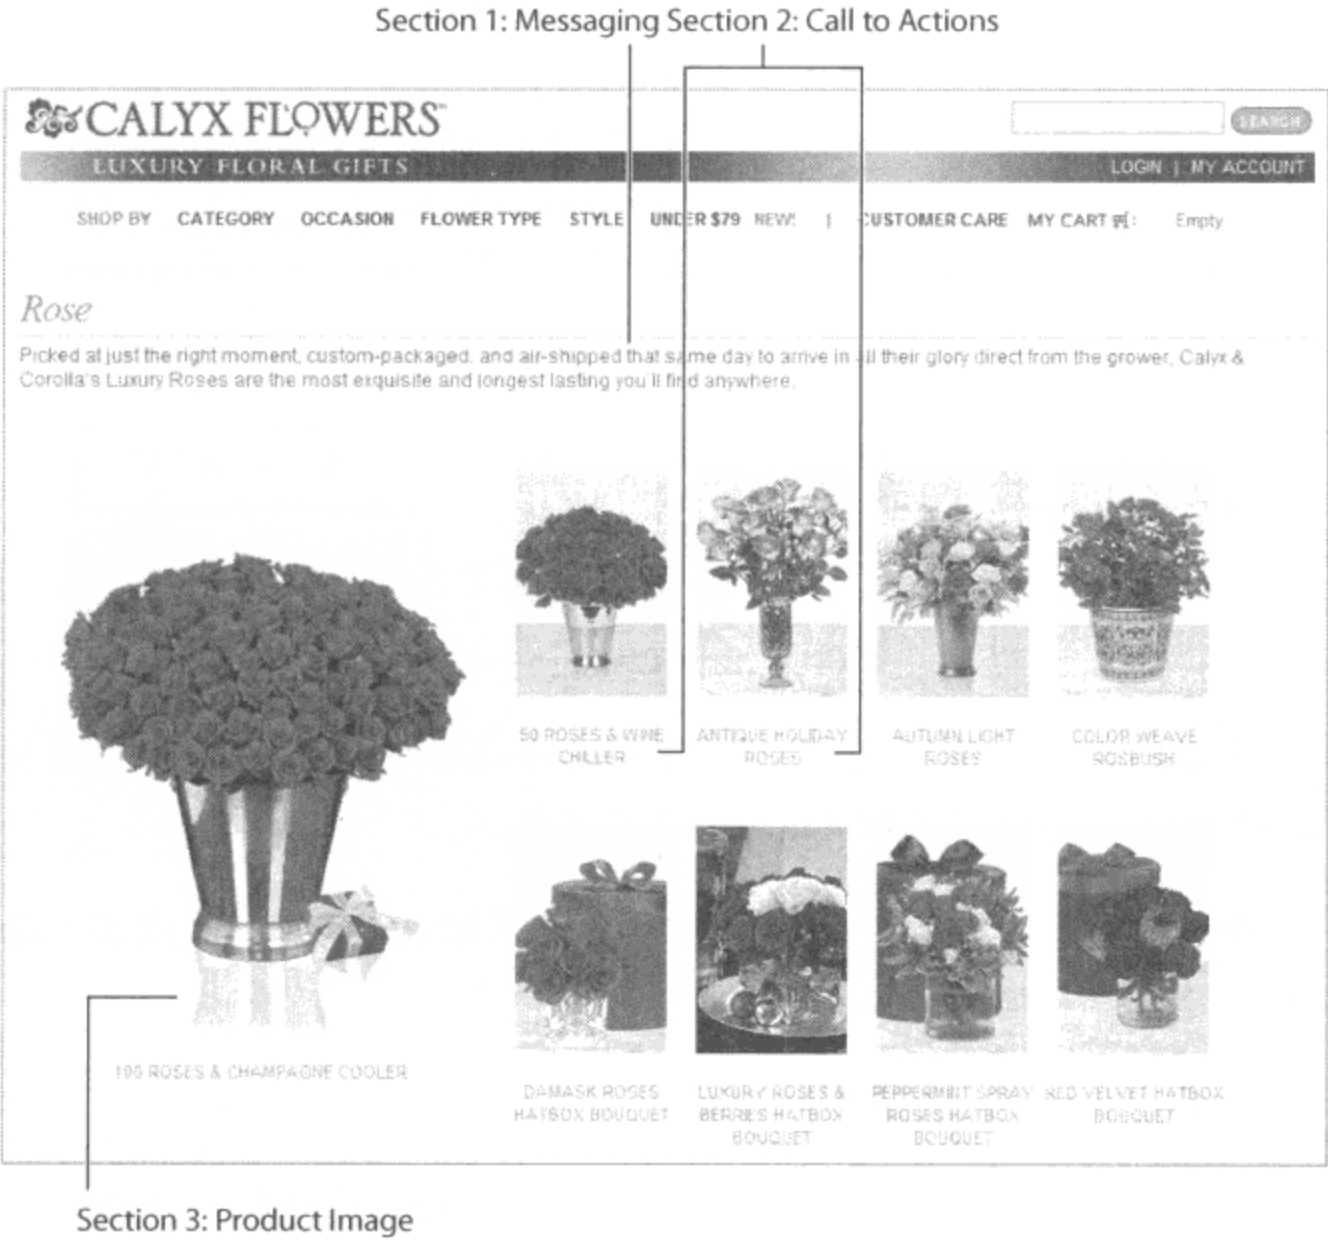 Section 1: Messaging Section 2: Call to Actions
CALYX FLOWERS
SEARCH
LUXURY FLORAL GIFTS
LOGIN | MY ACCOUNT
SHOP BY CATEGORY OCCASION FLOWER TYPE STYLE UNDER $79 NEW! | CUSTOMER CARE MY CART : Empty
Rose
Picked at just the right moment, custom-packaged, and air-shipped that same day to arrive in all their glory direct from the grower, Calyx &
Corolla's Luxury Roses are the most exquisite and longest lasting you'll find anywhere.
50 ROSES & WINE
CHILLER
ANTIQUE HOLIDAY
ROSES
AUTUMN LIGHT
ROSES
COLOR WEAVE
ROSBUSH
100 ROSES & CHAMPAGNE COOLER
DAMASK ROSES
HATBOX BOUQUET
LUXURY ROSES &
BERRIES HATBOX
BOUQUET
PEPPERMINT SPRAY
ROSES HATBOX
BOUQUET
RED VELVET HATBOX
BOUQUET
Section 3: Product Image